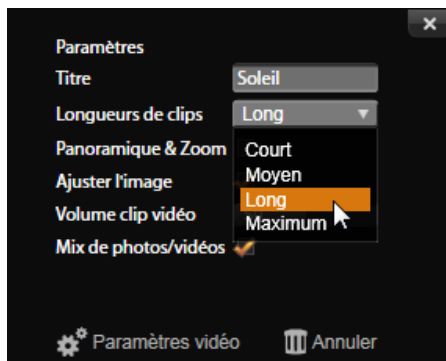 Paramètres
Titre Soleil
Longueurs de clips Long
Panoramique & Zoom
Court
Moyen
Ajuster l'image
Long
Volume clip vidéo
Maximum
Mix de photos/vidéos
Paramètres vidéo Annuler